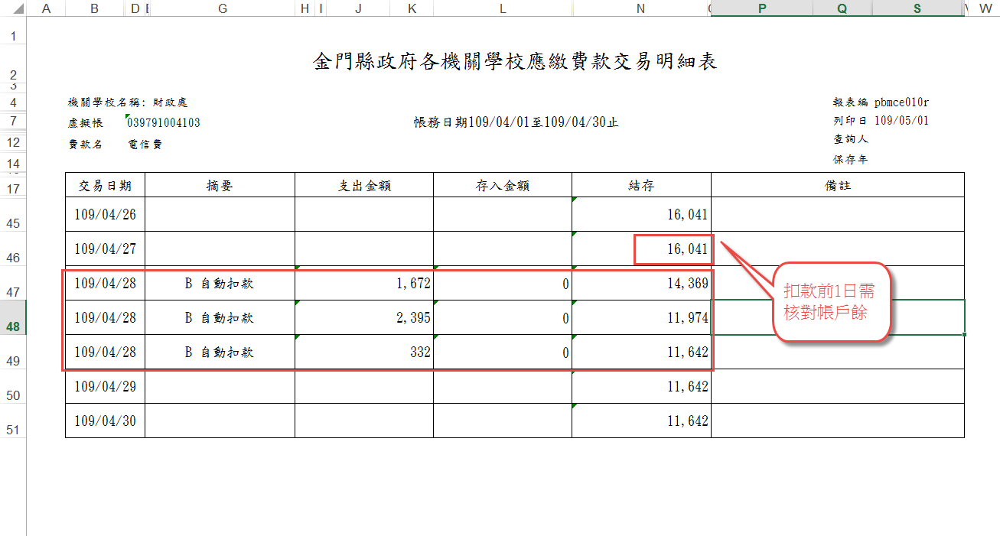 A B D E G H I J K L N P Q S W
1
2
金門縣政府各機關學校應繳費款交易明細表
3
4
機關學校名稱: 財政處
報表編 pbmce010r
7
虛擬帳 039791004103
帳務日期109/04/01至109/04/30止
列印日 109/05/01
查詢人
12
費款名 電信費
14
保存年
17
交易日期 摘要 支出金額 存入金額 結存 備註
45
109/04/26 16,041
46
109/04/27 16,041
47
109/04/28 B 自動扣款 1,672 0 14,369
扣款前1日需
核對帳戶餘
48
109/04/28 B 自動扣款 2,395 0 11,974
49
109/04/28 B 自動扣款 332 0 11,642
50
109/04/29 11,642
51
109/04/30 11,642